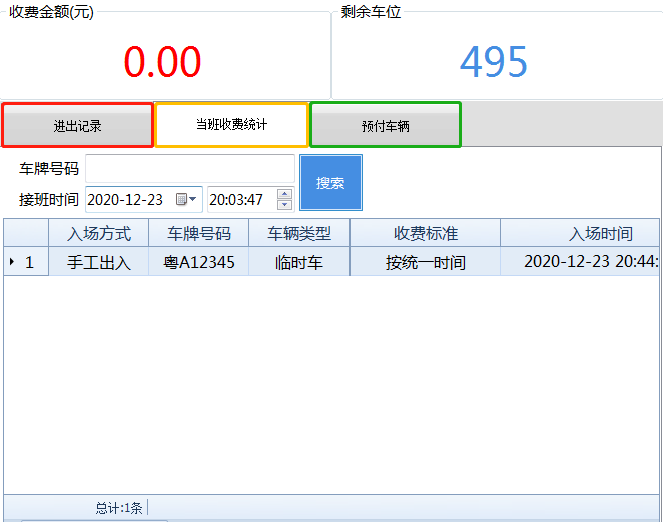 收费金额(元) 剩余车位
0.00 495
进出记录 当班收费统计 预付车辆
车牌号码
搜索
接班时间 2020-12-23 20:03:47
入场方式 车牌号码 车辆类型 收费标准 入场时间
1 手工出入 粤A12345 临时车 按统一时间 2020-12-23 20:44:
总计:1条